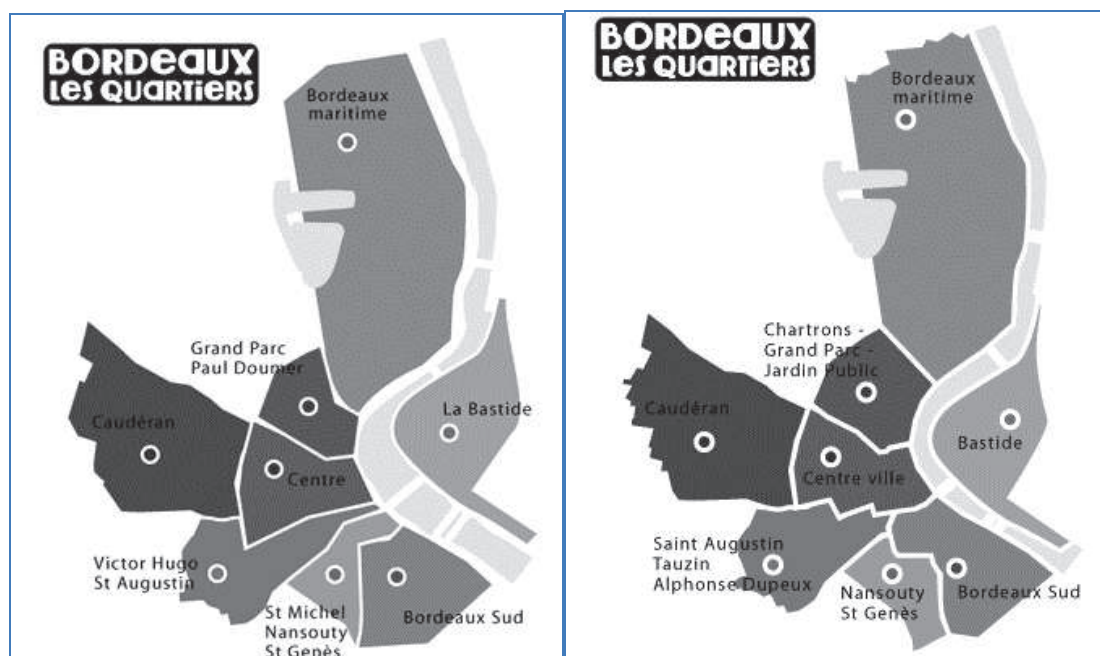 BORDEAUX
LES QUARTIERS
Bordeaux
maritime
Grand Parc
Paul Doumer
La Bastide
Caudéran
Centre
Victor Hugo
St Augustin
St Michel
Nansouty
St Genès
Bordeaux Sud
BORDEAUX
LES QUARTIERS
Bordeaux
maritime
Chartrons -
Grand Parc -
Jardin Public
Caudéran
Bastide
Centre ville
Saint Augustin
Tauzin
Alphonse Dupeux
Nansouty
St Genès
Bordeaux Sud